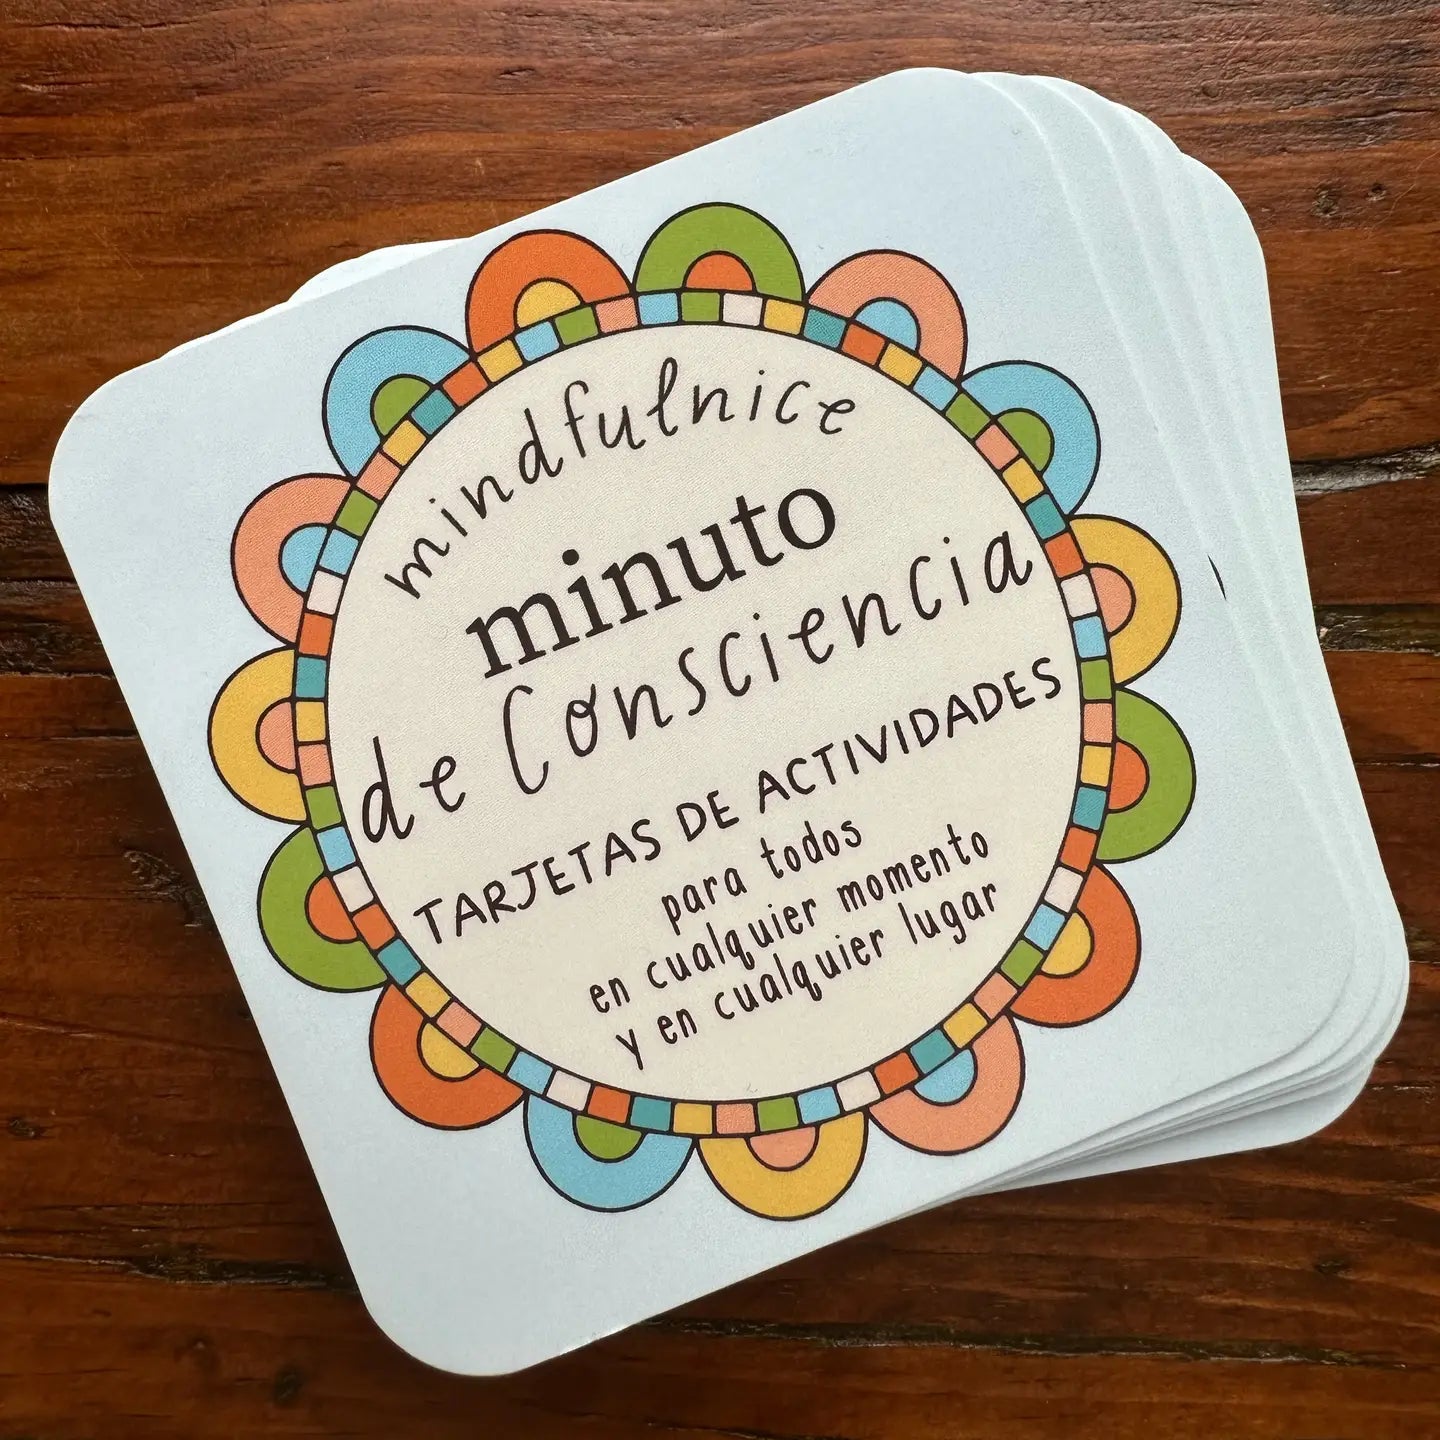 mindfulnice
minuto
de Consciencia
TARJETAS DE ACTIVIDADES
para todos
en cualquier momento
y en cualquier lugar